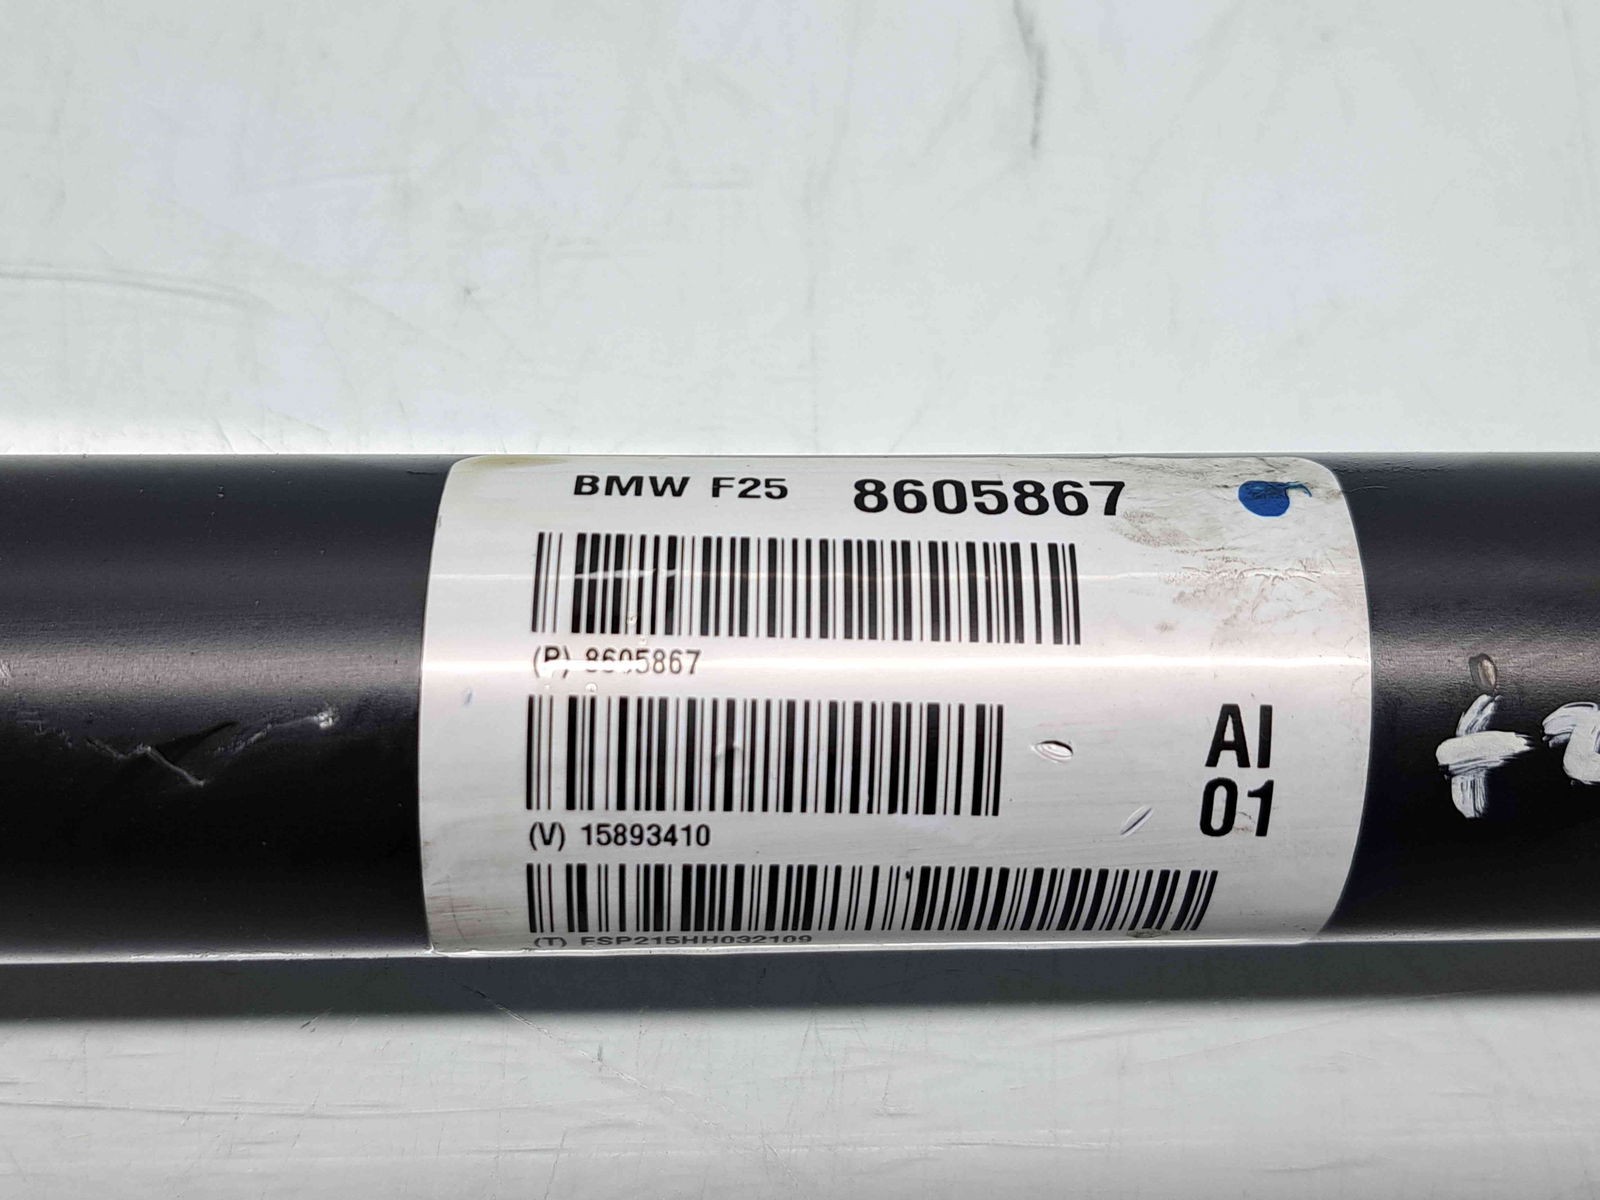 BMW F25 8605867
(P) 8605867
AI
01
(V) 15893410
(T) FSP215HH032109